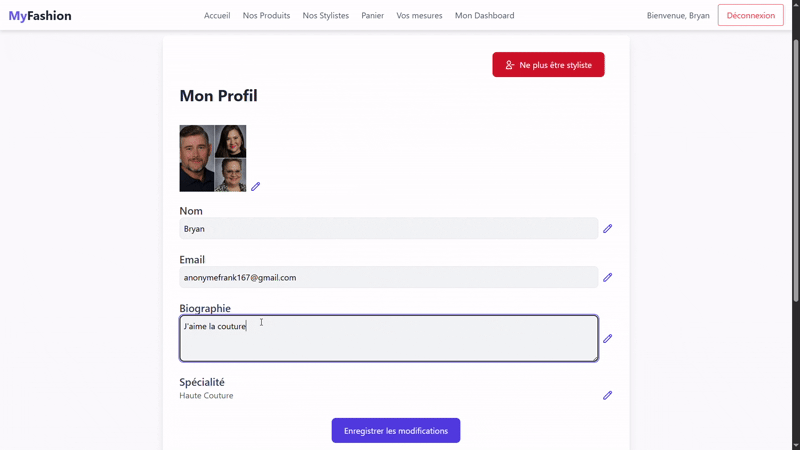 MyFashion Accueil Nos Produits Nos Stylistes Panier Vos mesures Mon Dashboard Bienvenue, Bryan Déconnexion
Ne plus être styliste
Mon Profil
Nom
Bryan
Email
anonymefrank167@gmail.com
Biographie
J'aime la couture
Spécialité
Haute Couture
Enregistrer les modifications